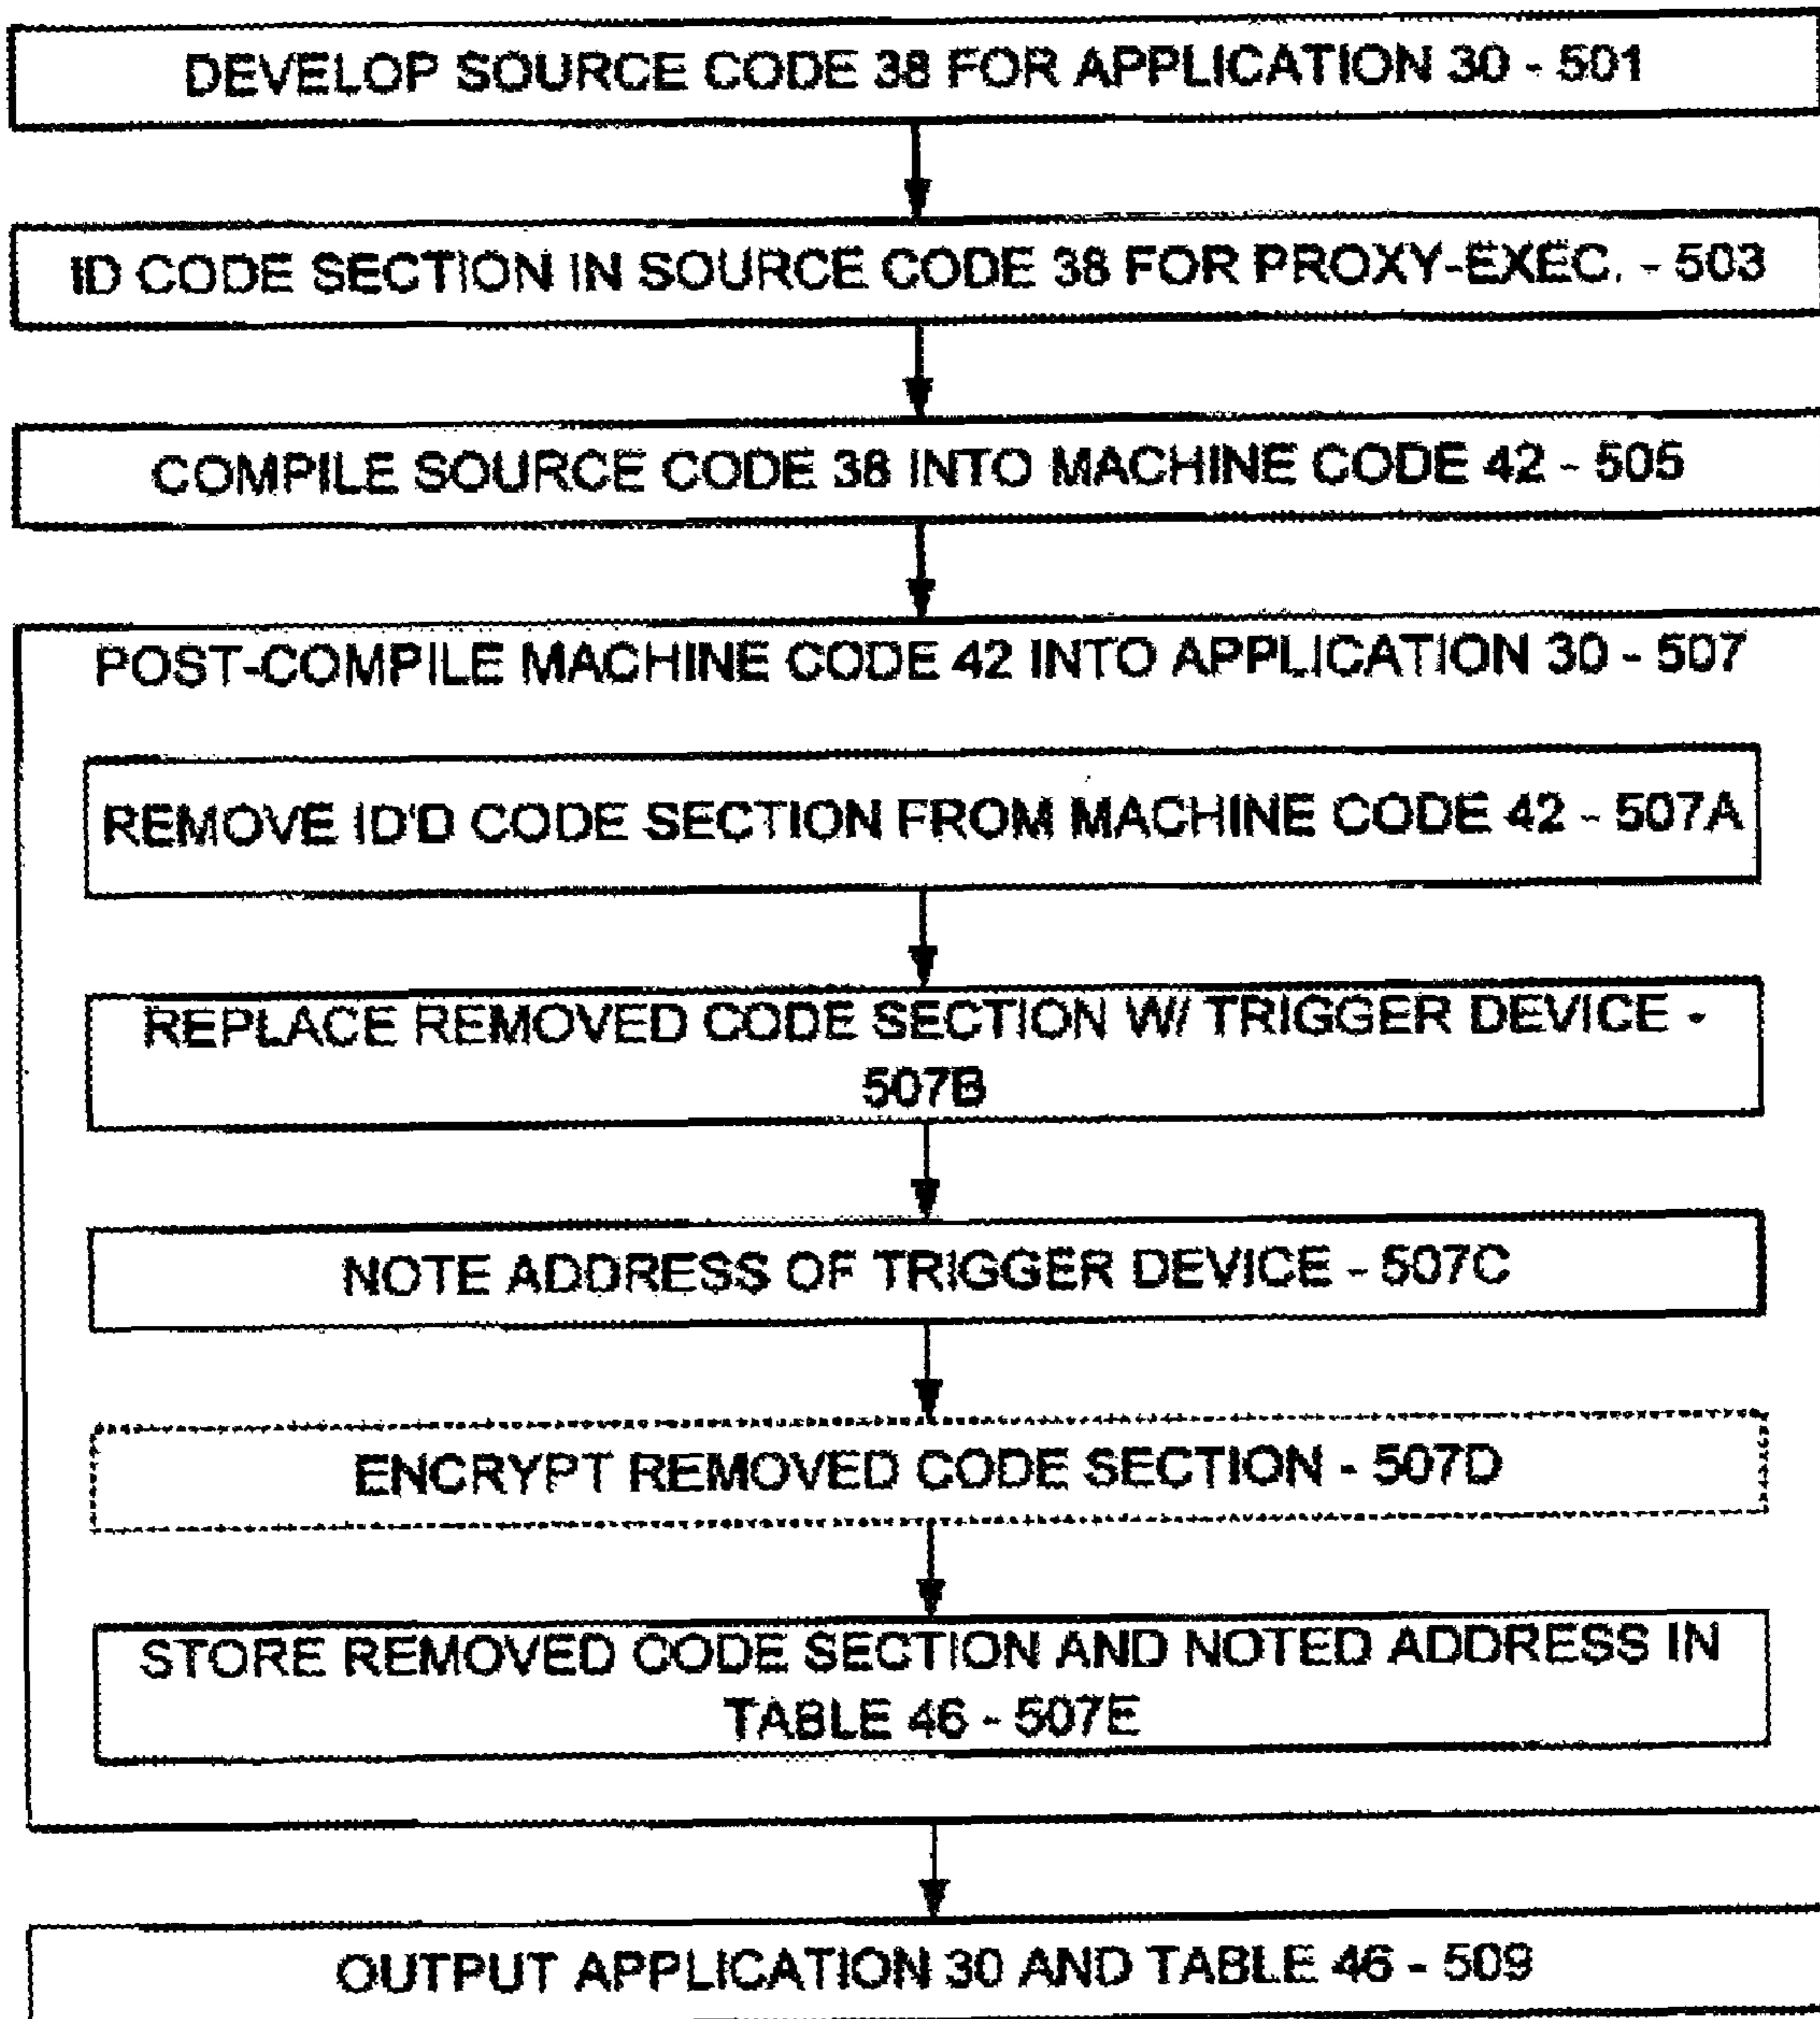 DEVELOP SOURCE CODE 38 FOR APPLICATION 30 - 501
ID CODE SECTION IN SOURCE CODE 38 FOR PROXY-EXEC. - 503
COMPILE SOURCE CODE 38 INTO MACHINE CODE 42 - 505
POST-COMPILE MACHINE CODE 42 INTO APPLICATION 30 - 507
REMOVE ID'D CODE SECTION FROM MACHINE CODE 42 - 507A
REPLACE REMOVED CODE SECTION W/ TRIGGER DEVICE -
507B
NOTE ADDRESS OF TRIGGER DEVICE - 507C
ENCRYPT REMOVED CODE SECTION - 507D
STORE REMOVED CODE SECTION AND NOTED ADDRESS IN
TABLE 46 - 507E
OUTPUT APPLICATION 30 AND TABLE 46 - 509